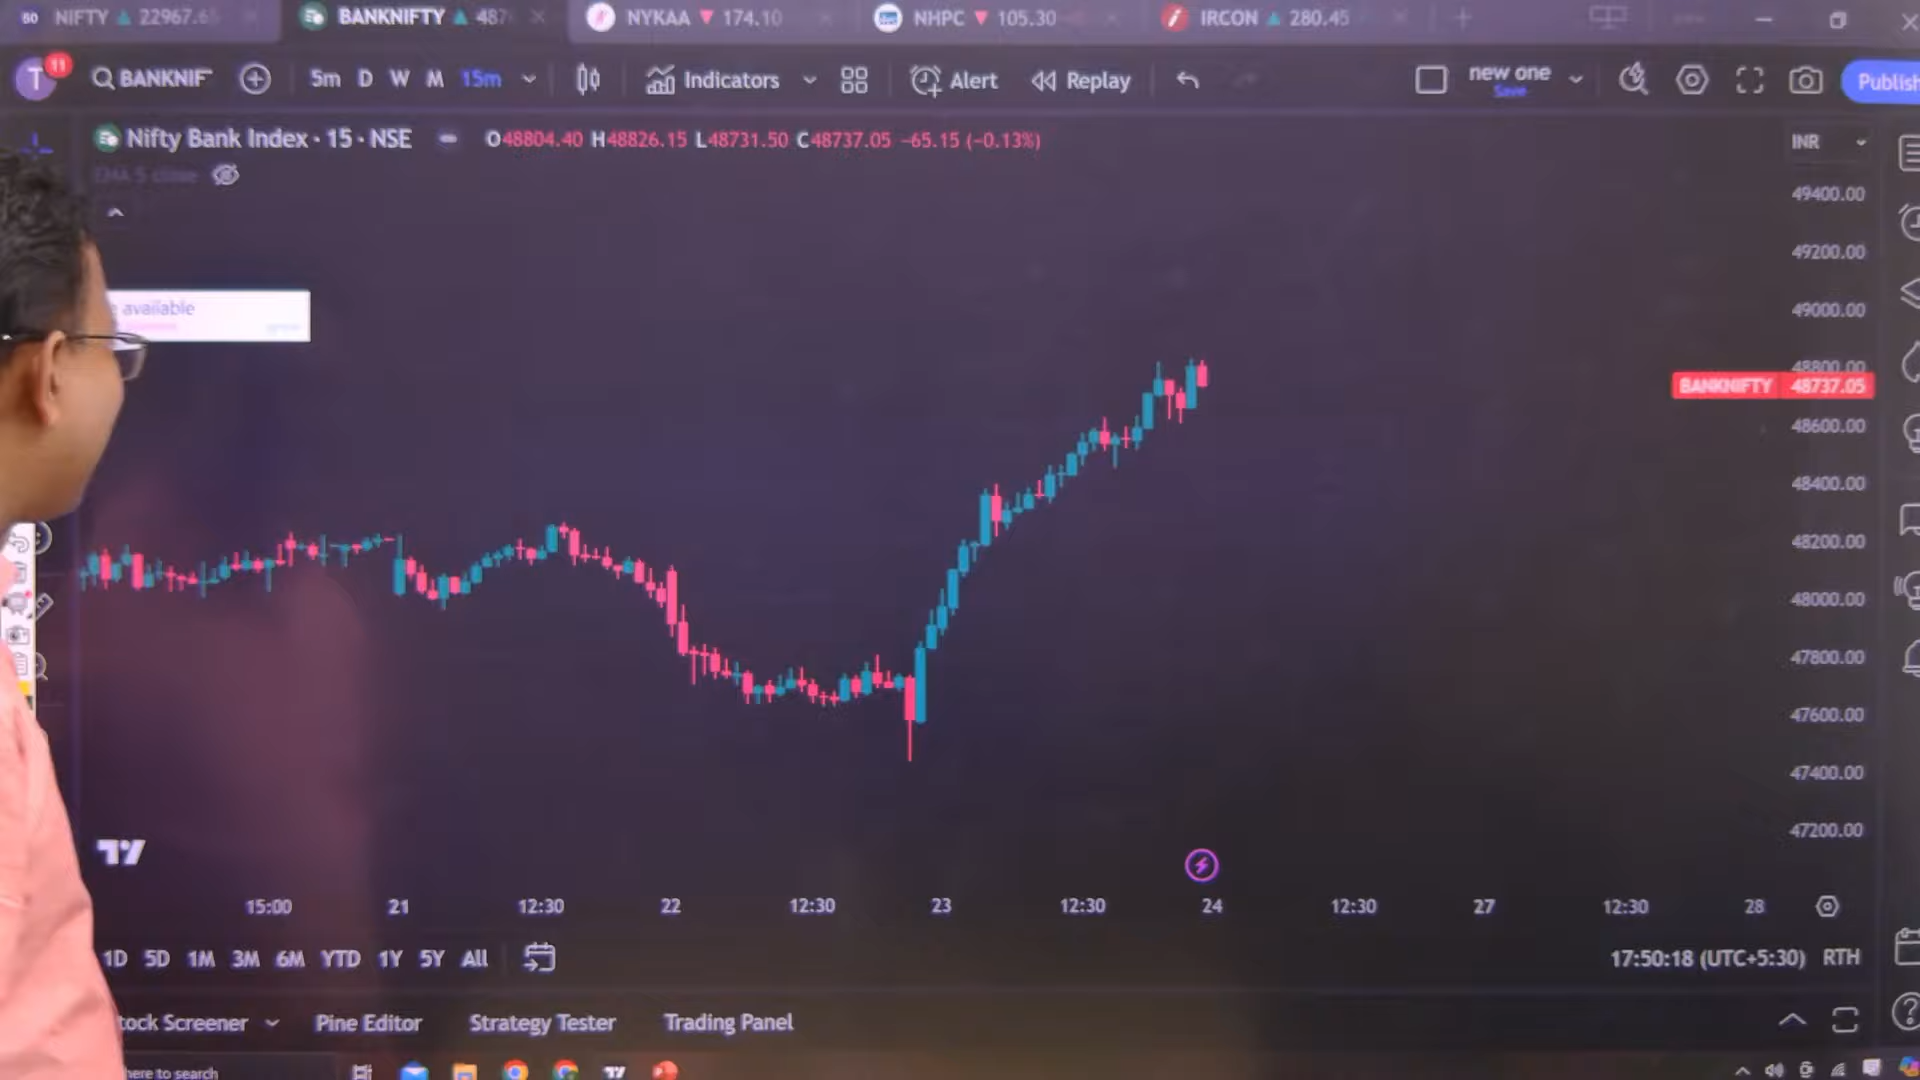 NIFTY ▲ 22967.65
BANKNIFTY ▲ 487
NYKAA ▼ 174.10
NHPC ▼ 105.30
IRCON ▲ 280.45
T
11
BANKNIF
5m D W M 15m
Indicators
Alert
Replay
new one
Save
Publish
Nifty Bank Index · 15 · NSE
O48804.40 H48826.15 L48731.50 C48737.05 −65.15 (−0.13%)
INR
EMA 5 close
available
49400.00
49200.00
49000.00
48800.00
BANKNIFTY 48737.05
48600.00
48400.00
48200.00
48000.00
47800.00
47600.00
47400.00
47200.00
15:00 21 12:30 22 12:30 23 12:30 24 12:30 27 12:30 28
1D 5D 1M 3M 6M YTD 1Y 5Y All
17:50:18 (UTC+5:30) RTH
tock Screener
Pine Editor
Strategy Tester
Trading Panel
here to search